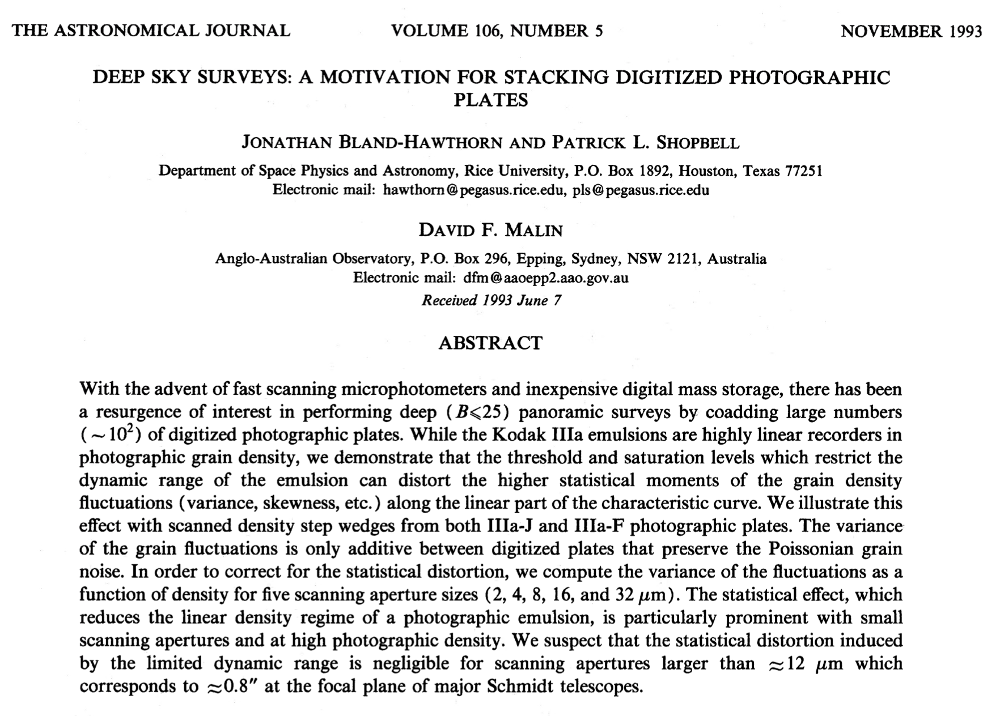 THE ASTRONOMICAL JOURNAL VOLUME 106, NUMBER 5 NOVEMBER 1993
DEEP SKY SURVEYS: A MOTIVATION FOR STACKING DIGITIZED PHOTOGRAPHIC
PLATES
JONATHAN BLAND-HAWTHORN AND PATRICK L. SHOPBELL
Department of Space Physics and Astronomy, Rice University, P.O. Box 1892, Houston, Texas 77251
Electronic mail: hawthorn@pegasus.rice.edu, pls@pegasus.rice.edu
DAVID F. MALIN
Anglo-Australian Observatory, P.O. Box 296, Epping, Sydney, NSW 2121, Australia
Electronic mail: dfm@aaoepp2.aao.gov.au
Received 1993 June 7
ABSTRACT
With the advent of fast scanning microphotometers and inexpensive digital mass storage, there has been
a resurgence of interest in performing deep (B⩽25) panoramic surveys by coadding large numbers
(~10²) of digitized photographic plates. While the Kodak IIIa emulsions are highly linear recorders in
photographic grain density, we demonstrate that the threshold and saturation levels which restrict the
dynamic range of the emulsion can distort the higher statistical moments of the grain density
fluctuations (variance, skewness, etc.) along the linear part of the characteristic curve. We illustrate this
effect with scanned density step wedges from both IIIa-J and IIIa-F photographic plates. The variance
of the grain fluctuations is only additive between digitized plates that preserve the Poissonian grain
noise. In order to correct for the statistical distortion, we compute the variance of the fluctuations as a
function of density for five scanning aperture sizes (2, 4, 8, 16, and 32 μm). The statistical effect, which
reduces the linear density regime of a photographic emulsion, is particularly prominent with small
scanning apertures and at high photographic density. We suspect that the statistical distortion induced
by the limited dynamic range is negligible for scanning apertures larger than ≈12 μm which
corresponds to ≈0.8″ at the focal plane of major Schmidt telescopes.